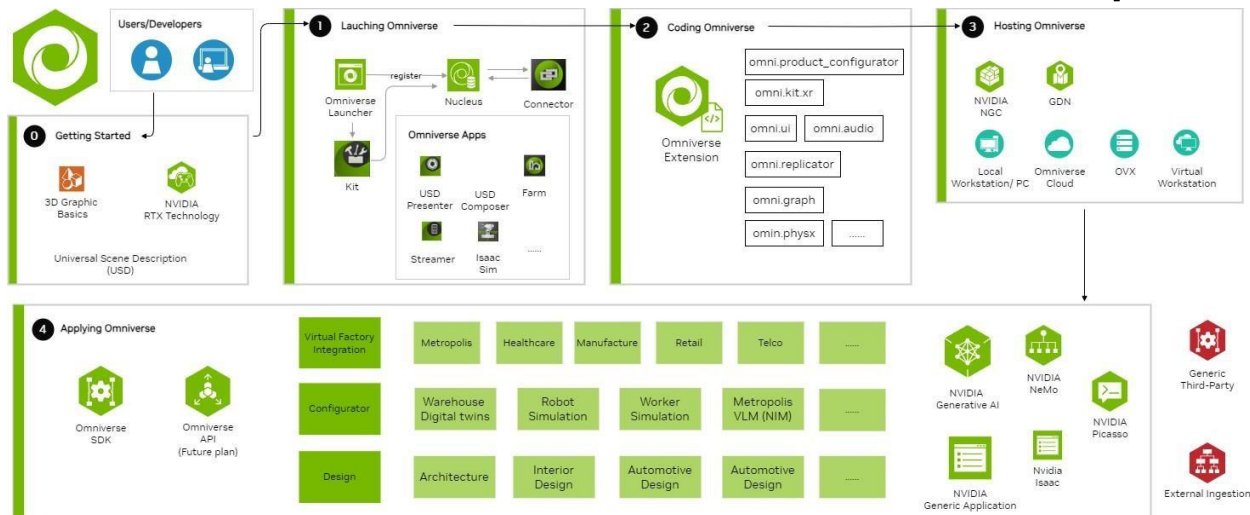 Users/Developers
0 Getting Started
3D Graphic
Basics
NVIDIA
RTX Technology
Universal Scene Description
(USD)
1 Lauching Omniverse
Omniverse
Launcher
register
Nucleus
Connector
Kit
Omniverse Apps
USD
Presenter
USD
Composer
Farm
Streamer
Isaac
Sim
......
2 Coding Omniverse
Omniverse
Extension
omni.product_configurator
omni.kit.xr
omni.ui
omni.audio
omni.replicator
omni.graph
omin.physx
......
3 Hosting Omniverse
NVIDIA
NGC
GDN
Local
Workstation/ PC
Omniverse
Cloud
OVX
Virtual
Workstation
4 Applying Omniverse
Omniverse
SDK
Omniverse
API
(Future plan)
Virtual Factory
Integration
Metropolis
Healthcare
Manufacture
Retail
Telco
......
Configurator
Warehouse
Digital twins
Robot
Simulation
Worker
Simulation
Metropolis
VLM (NIM)
......
Design
Architecture
Interior
Design
Automotive
Design
Automotive
Design
......
NVIDIA
Generative AI
NVIDIA
NeMo
NVIDIA
Picasso
NVIDIA
Generic Application
Nvidia
Isaac
Generic
Third-Party
External Ingestion